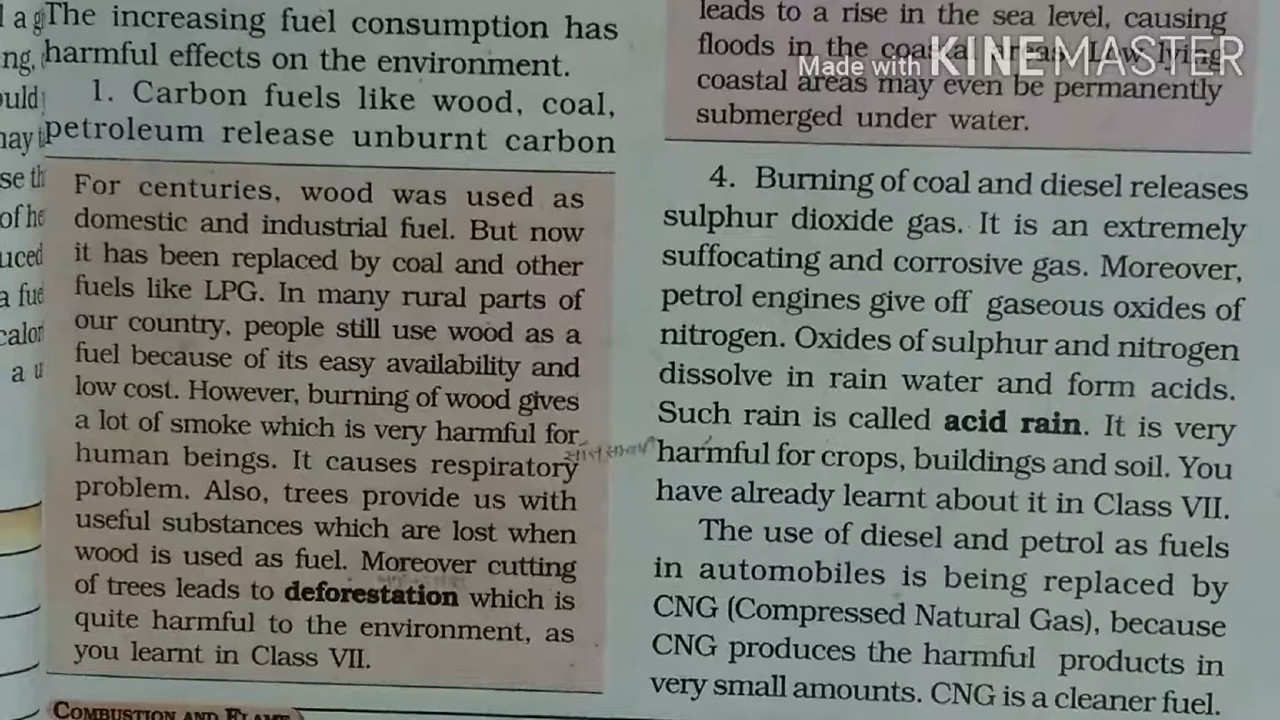 The increasing fuel consumption has
harmful effects on the environment.
1. Carbon fuels like wood, coal,
petroleum release unburnt carbon
For centuries, wood was used as
domestic and industrial fuel. But now
it has been replaced by coal and other
fuels like LPG. In many rural parts of
our country, people still use wood as a
fuel because of its easy availability and
low cost. However, burning of wood gives
a lot of smoke which is very harmful for
human beings. It causes respiratory
problem. Also, trees provide us with
useful substances which are lost when
wood is used as fuel. Moreover cutting
of trees leads to deforestation which is
quite harmful to the environment, as
you learnt in Class VII.
COMBUSTION AND FLAME
leads to a rise in the sea level, causing
floods in the coastal areas. Low lying
coastal areas may even be permanently
submerged under water.
Made with KINEMASTER
4. Burning of coal and diesel releases
sulphur dioxide gas. It is an extremely
suffocating and corrosive gas. Moreover,
petrol engines give off gaseous oxides of
nitrogen. Oxides of sulphur and nitrogen
dissolve in rain water and form acids.
Such rain is called acid rain. It is very
harmful for crops, buildings and soil. You
have already learnt about it in Class VII.
The use of diesel and petrol as fuels
in automobiles is being replaced by
CNG (Compressed Natural Gas), because
CNG produces the harmful products in
very small amounts. CNG is a cleaner fuel.